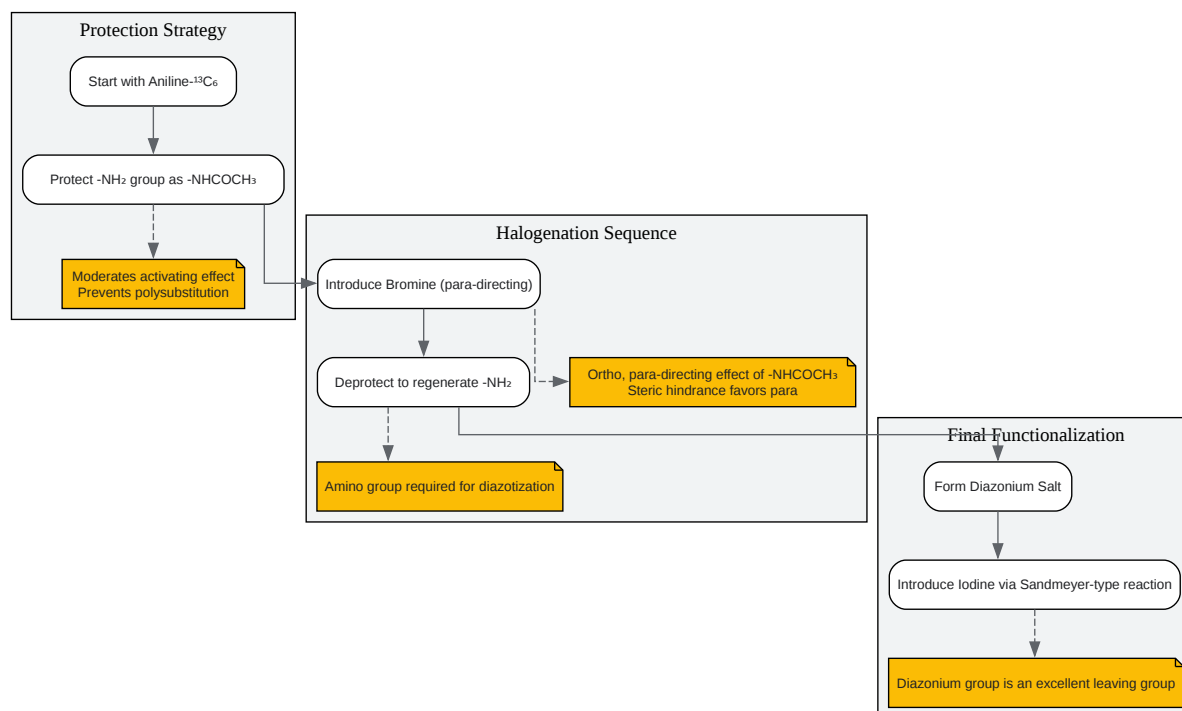 Protection Strategy
Start with Aniline-¹³C₆
Protect -NH₂ group as -NHCOCH₃
Moderates activating effect
Prevents polysubstitution
Halogenation Sequence
Introduce Bromine (para-directing)
Deprotect to regenerate -NH₂
Ortho, para-directing effect of -NHCOCH₃
Steric hindrance favors para
Amino group required for diazotization
Final Functionalization
Form Diazonium Salt
Introduce Iodine via Sandmeyer-type reaction
Diazonium group is an excellent leaving group